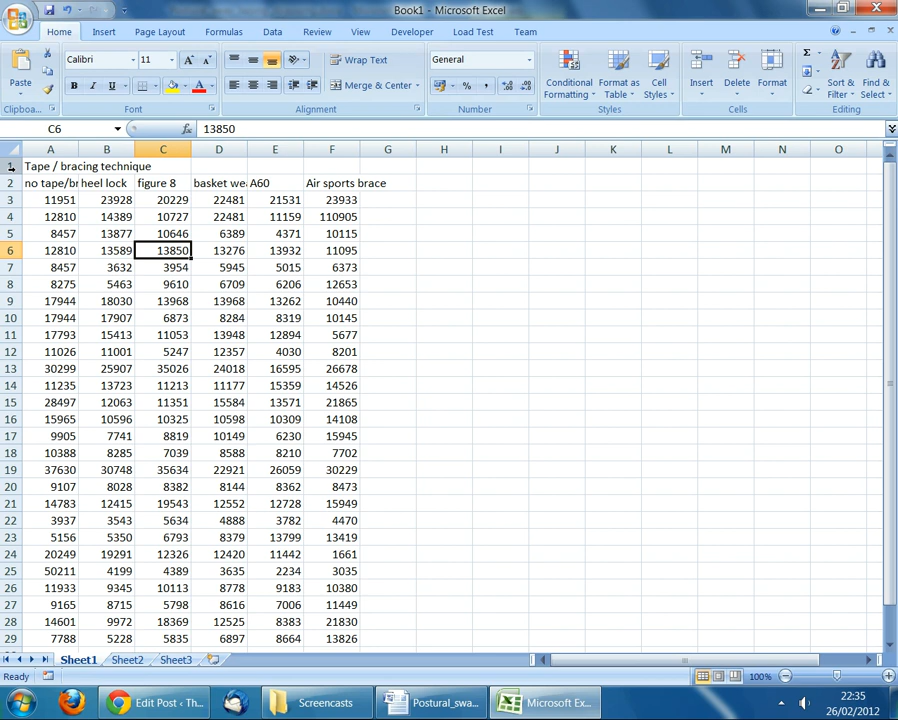 Book1 - Microsoft Excel
Home Insert Page Layout Formulas Data Review View Developer Load Test Team
Paste Calibri 11 A A Wrap Text General Conditional Formatting Format as Table Cell Styles Insert Delete Format Sort & Filter Find & Select
B I U A Merge & Center % , .0 .00 .00 .0
Clipboa... Font Alignment Number Styles Cells Editing
C6 fx 13850
A B C D E F G H I J K L M N O
1 Tape / bracing technique
2 no tape/br heel lock figure 8 basket wea A60 Air sports brace
3 11951 23928 20229 22481 21531 23933
4 12810 14389 10727 22481 11159 110905
5 8457 13877 10646 6389 4371 10115
6 12810 13589 13850 13276 13932 11095
7 8457 3632 3954 5945 5015 6373
8 8275 5463 9610 6709 6206 12653
9 17944 18030 13968 13968 13262 10440
10 17944 17907 6873 8284 8319 10145
11 17793 15413 11053 13948 12894 5677
12 11026 11001 5247 12357 4030 8201
13 30299 25907 35026 24018 16595 26678
14 11235 13723 11213 11177 15359 14526
15 28497 12063 11351 15584 13571 21865
16 15965 10596 10325 10598 10309 14108
17 9905 7741 8819 10149 6230 15945
18 10388 8285 7039 8588 8210 7702
19 37630 30748 35634 22921 26059 30229
20 9107 8028 8382 8144 8362 8473
21 14783 12415 19543 12552 12728 15949
22 3937 3543 5634 4888 3782 4470
23 5156 5350 6793 8379 13799 13419
24 20249 19291 12326 12420 11442 1661
25 50211 4199 4389 3635 2234 3035
26 11933 9345 10113 8778 9183 10380
27 9165 8715 5798 8616 7006 11449
28 14601 9972 18369 12525 8383 21830
29 7788 5228 5835 6897 8664 13826
Sheet1 Sheet2 Sheet3
Ready 100%
Edit Post ‹ Th... Screencasts Postural_swa... Microsoft Ex... 22:35
26/02/2012